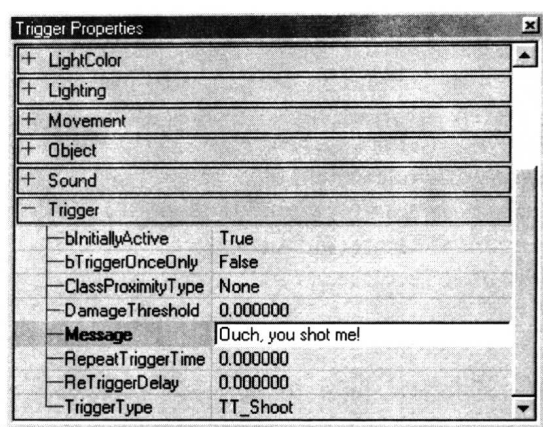 Trigger Properties
+ LightColor
+ Lighting
+ Movement
+ Object
+ Sound
- Trigger
bInitiallyActive True
bTriggerOnceOnly False
ClassProximityType None
DamageThreshold 0.000000
Message Ouch, you shot me!
RepeatTriggerTime 0.000000
ReTriggerDelay 0.000000
TriggerType TT_Shoot